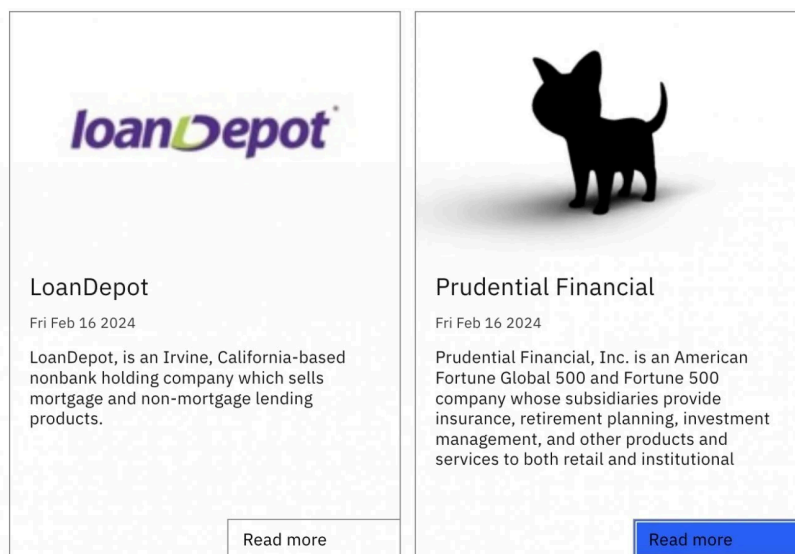 loanDepot
LoanDepot
Fri Feb 16 2024
LoanDepot, is an Irvine, California-based
nonbank holding company which sells
mortgage and non-mortgage lending
products.
Read more
Prudential Financial
Fri Feb 16 2024
Prudential Financial, Inc. is an American
Fortune Global 500 and Fortune 500
company whose subsidiaries provide
insurance, retirement planning, investment
management, and other products and
services to both retail and institutional
Read more